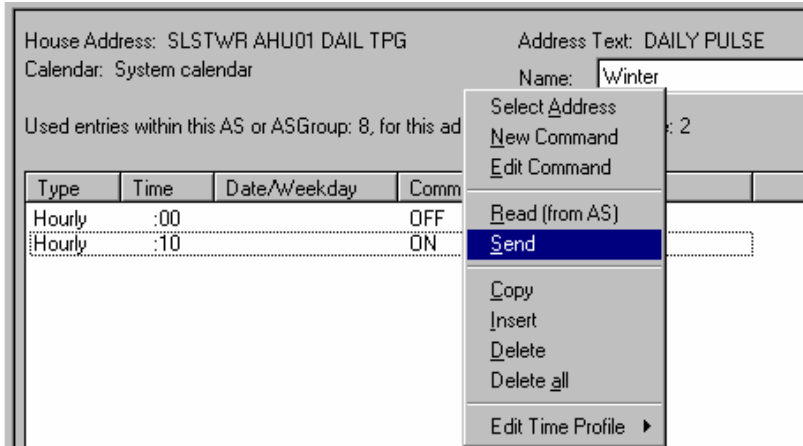 House Address: SLSTWR AHU01 DAIL TPG Address Text: DAILY PULSE
Calendar: System calendar Name: Winter
Used entries within this AS or ASGroup: 8, for this ad : 2
Type Time Date/Weekday Comm
Hourly :00 OFF
Hourly :10 ON
Select Address
New Command
Edit Command
Read (from AS)
Send
Copy
Insert
Delete
Delete all
Edit Time Profile